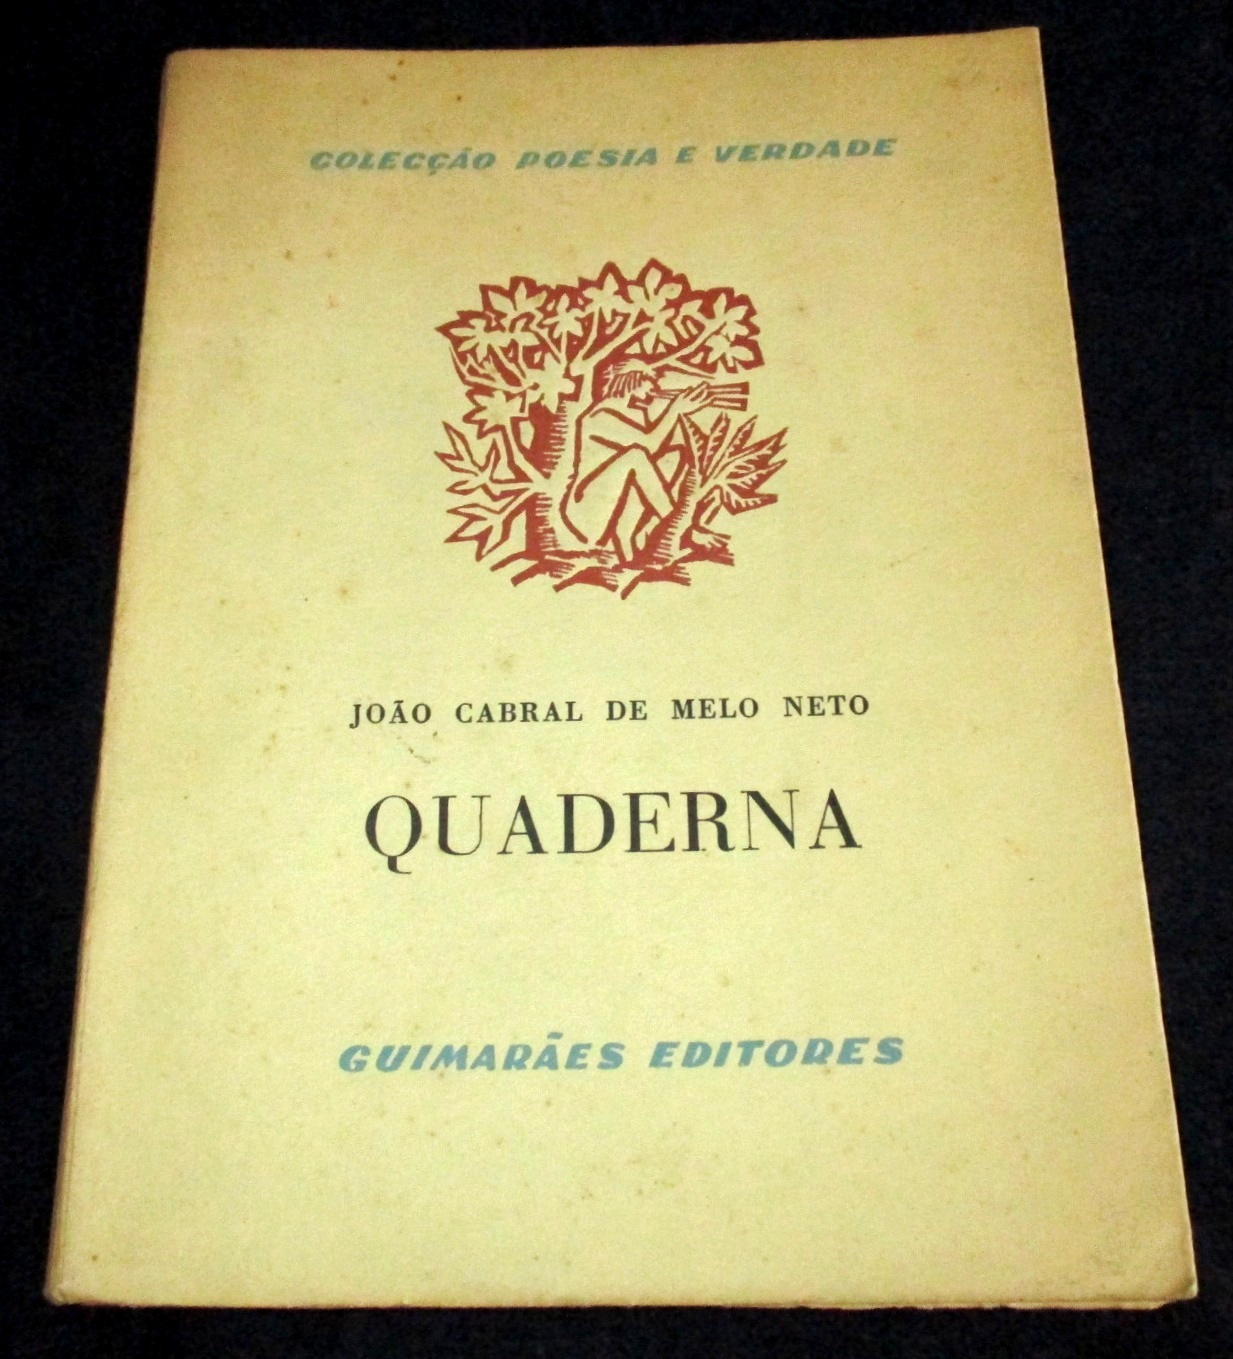 COLECÇÃO POESIA E VERDADE
JOÃO CABRAL DE MELO NETO
QUADERNA
GUIMARÃES EDITORES